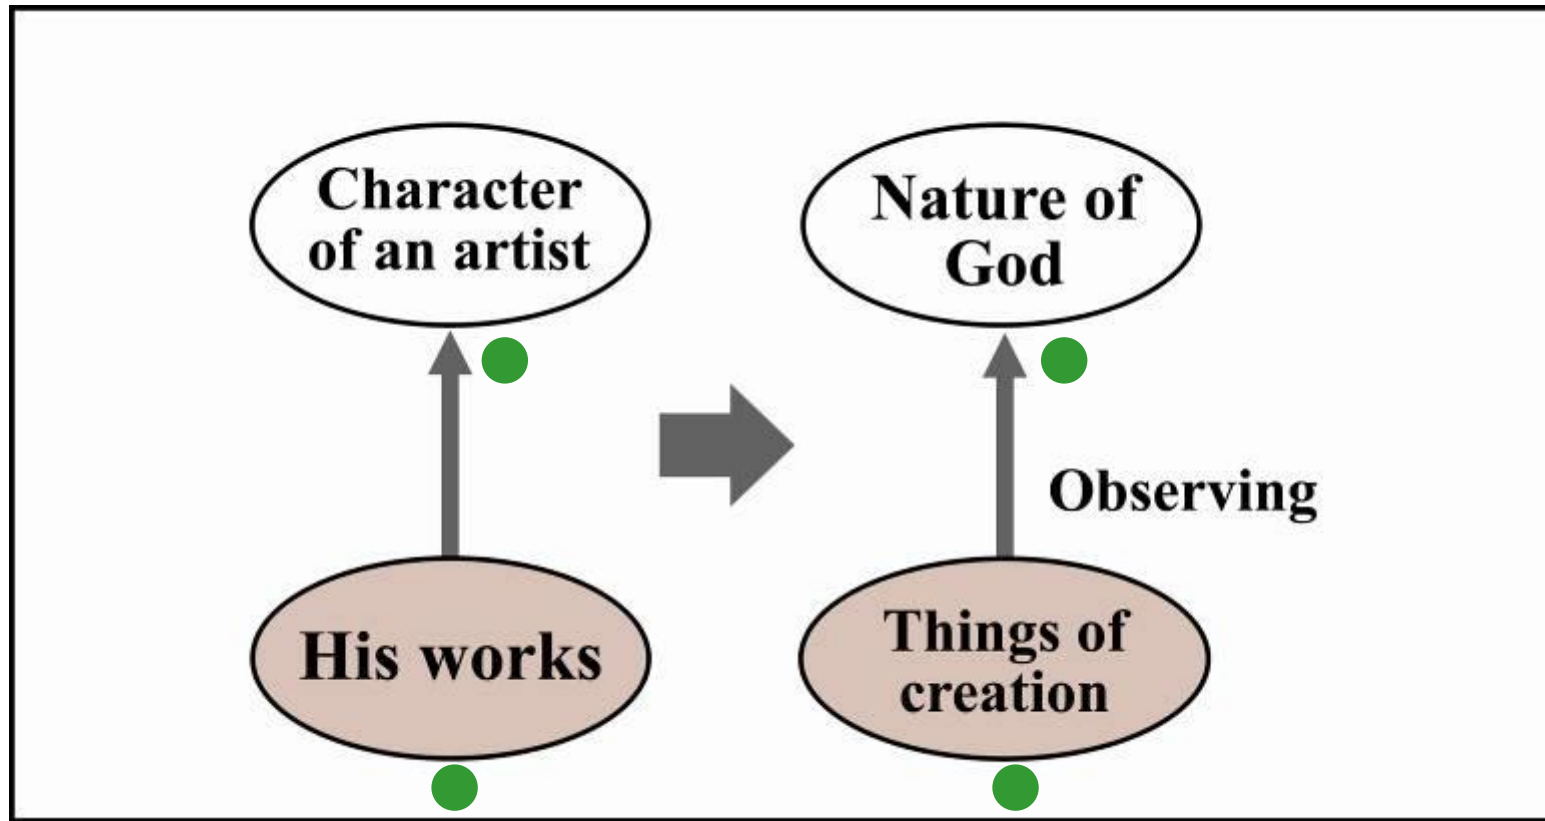 Character
of an artist
Nature of
God
Observing
His works
Things of
creation